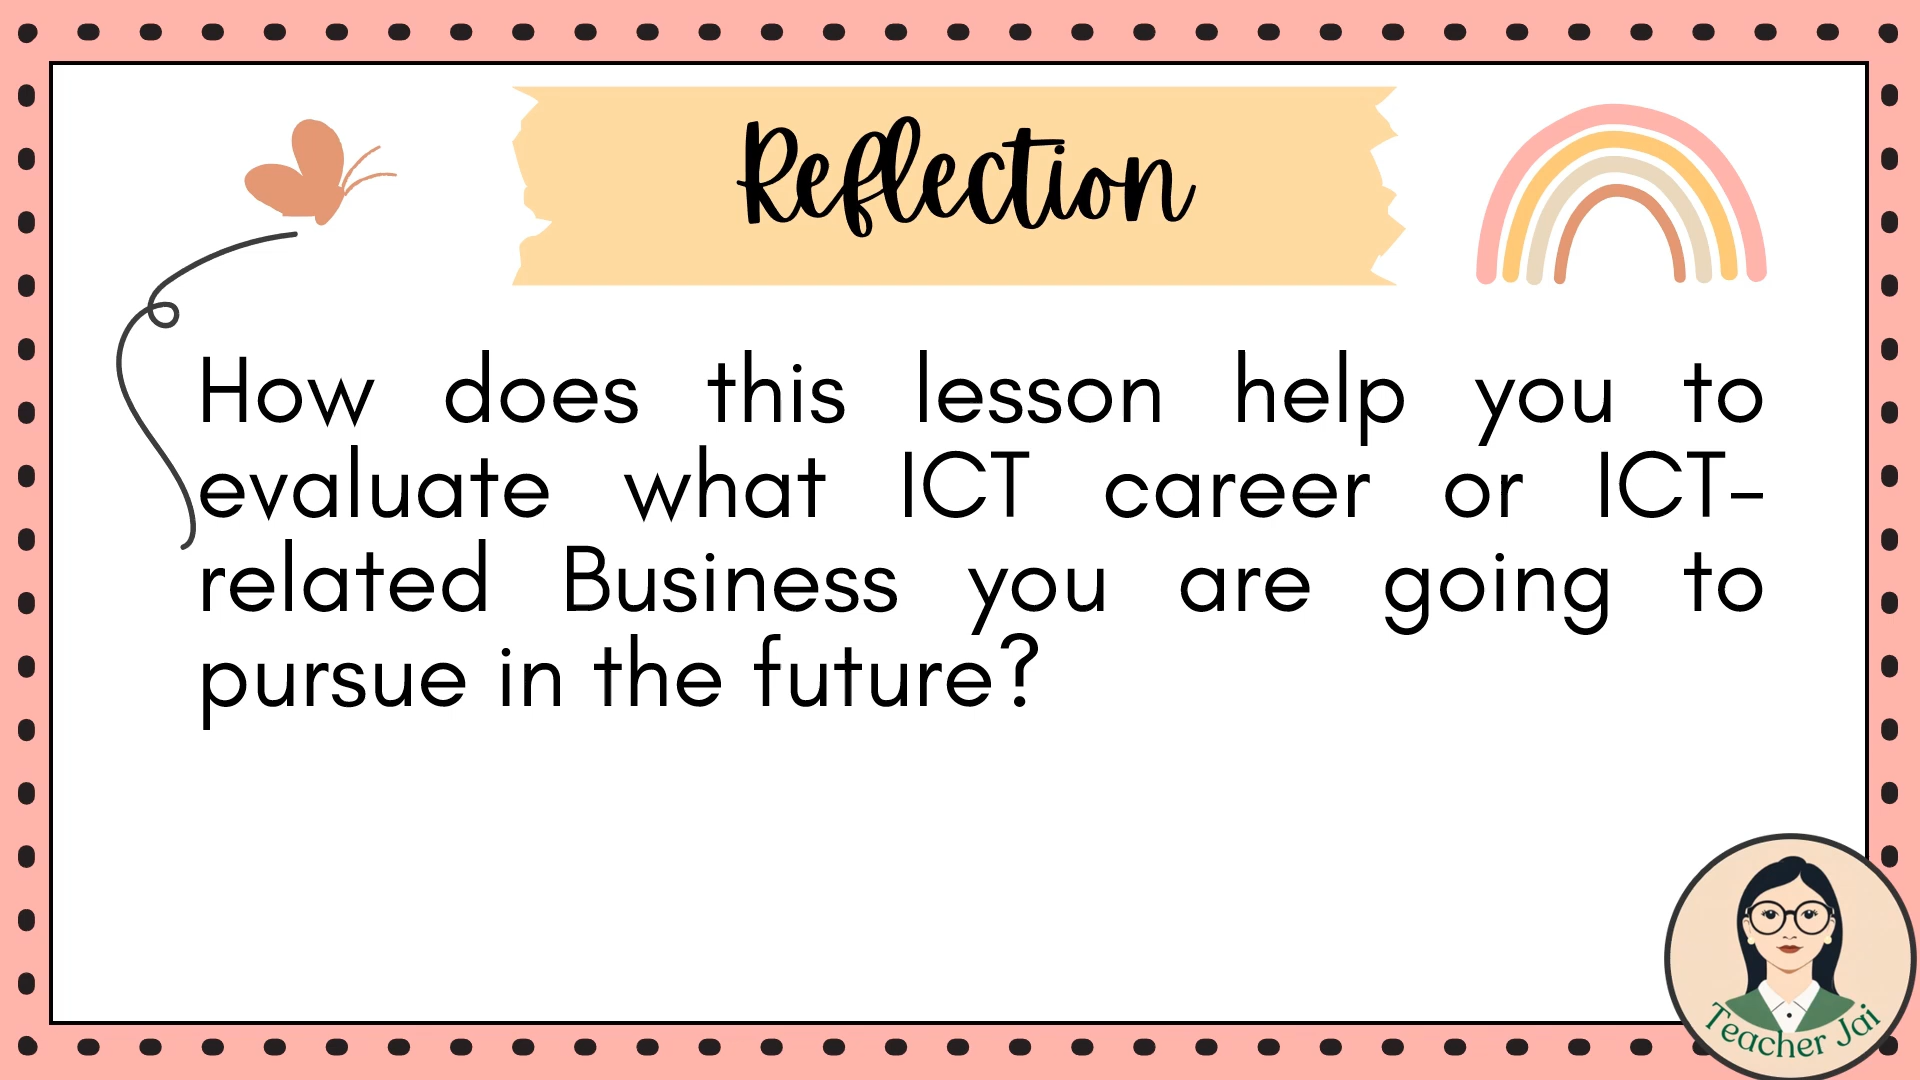 Reflection
How does this lesson help you to
evaluate what ICT career or ICT-
related Business you are going to
pursue in the future?
Teacher Jai